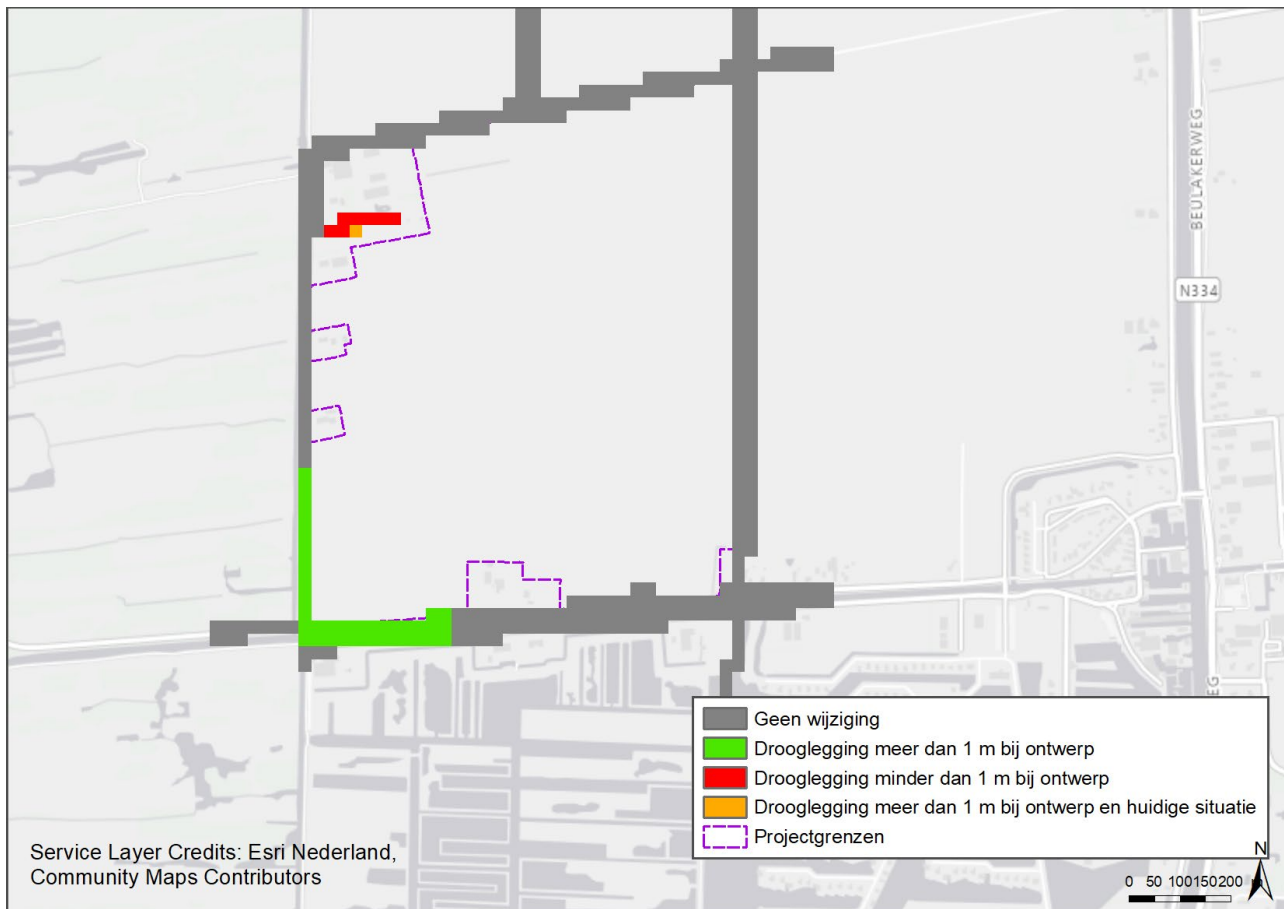 BEULAKERWEG
N334
EG
Geen wijziging
Drooglegging meer dan 1 m bij ontwerp
Drooglegging minder dan 1 m bij ontwerp
Drooglegging meer dan 1 m bij ontwerp en huidige situatie
Projectgrenzen
Service Layer Credits: Esri Nederland,
Community Maps Contributors
N
0 50 100150200 m